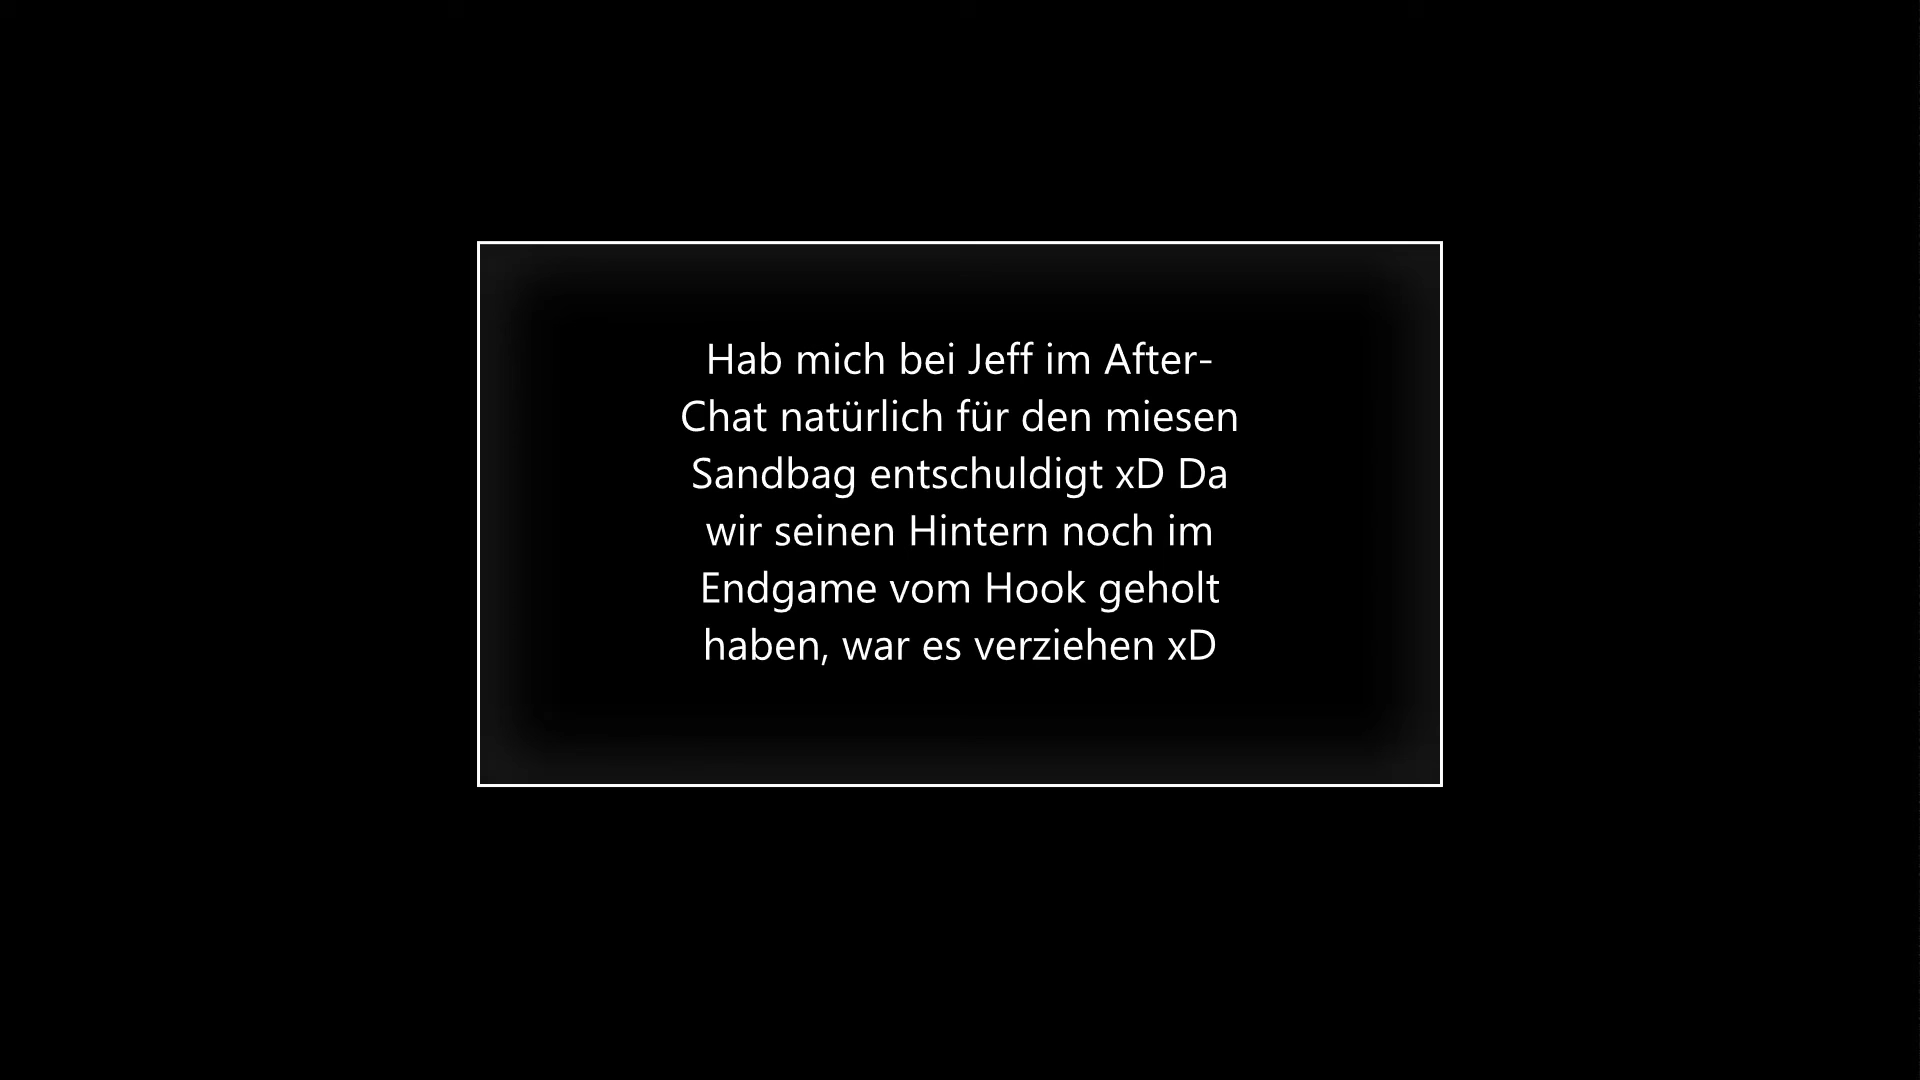 Hab mich bei Jeff im After-
Chat natürlich für den miesen
Sandbag entschuldigt xD Da
wir seinen Hintern noch im
Endgame vom Hook geholt
haben, war es verziehen xD